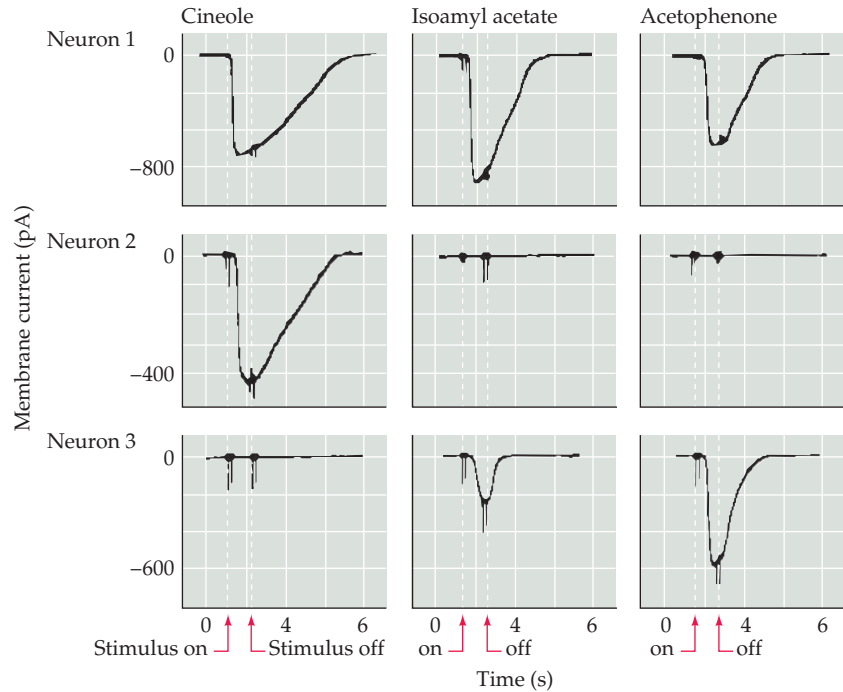 Cineole Isoamyl acetate Acetophenone
Neuron 1
0
−800
Neuron 2
0
−400
Neuron 3
0
−600
Membrane current (pA)
0 4 6 0 4 6 0 4 6
Stimulus on Stimulus off on off on off
Time (s)